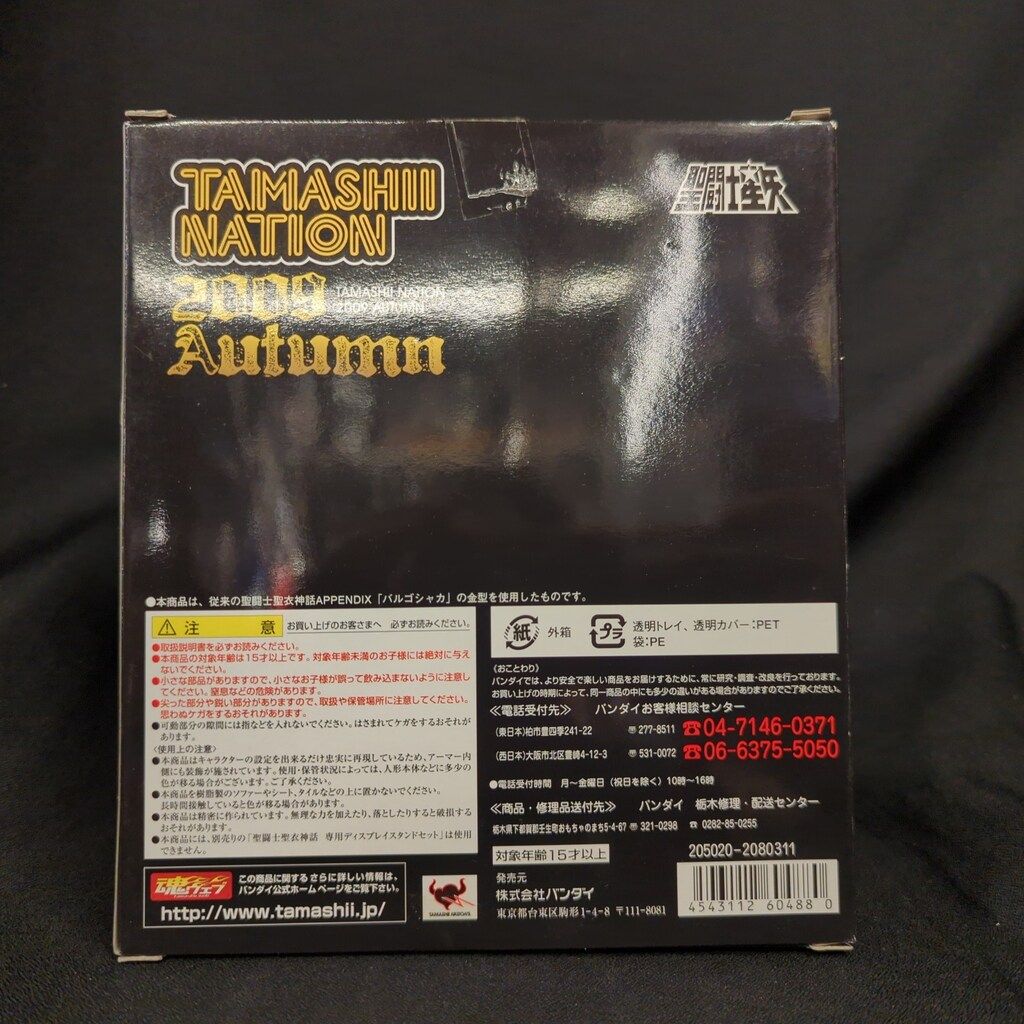 TAMASHII
NATION
2009
TAMASHII NATION
2009 AUTUMN
Autumn
聖闘士星矢
●本商品は、従来の聖闘士聖衣神話APPENDIX「バルゴシャカ」の金型を使用したものです。
注 意
お買い上げのお客さまへ 必ずお読みください。
●取扱説明書を必ずお読みください。
●本商品の対象年齢は15才以上です。対象年齢未満のお子様には絶対に与え
ないでください。
●小さな部品がありますので、小さなお子様が誤って飲み込まないように注意し
てください。窒息などの危険があります。
●尖った部分や鋭い部分がありますので、取扱や保管場所に注意してください。
思わぬケガをするおそれがあります。
●可動部分の隙間には指などを入れないでください。はさまれてケガをするおそれが
あります。
〈使用上の注意〉
●本商品はキャラクターの設定を出来るだけ忠実に再現しているため、アーマー内
側にも装飾が施されています。使用・保管状況によっては、人形本体などに多少の
色が移る場合がございます。ご了承ください。
●本商品を樹脂製のソファーやシート、タイルなどの上に置かないでください。
長時間接触していると色が移る場合があります。
●本商品は精密に作られています。無理な力を加えたり、落としたりすると破損する
おそれがあります。
●本商品には、別売りの「聖闘士聖衣神話 専用ディスプレイスタンドセット」は使用
できません。
魂ウェブ
この商品に関する さらに詳しい情報は、
バンダイ公式ホームページをご覧下さい。
http://www.tamashii.jp/
紙
外箱
プラ
透明トレイ、透明カバー:PET
袋:PE
〈おことわり〉
バンダイでは、より安全で楽しい商品をお届けするために、常に研究・調査・改良を行っております。
お買い上げの時期によって、同一商品の中にも多少の違いがある場合がありますのでご了承ください。
≪電話受付先≫ バンダイお客様相談センター
(東日本)柏市豊四季241-22 〒277-8511 ☎04-7146-0371
(西日本)大阪市北区豊崎4-12-3 〒531-0072 ☎06-6375-5050
●電話受付時間 月〜金曜日(祝日を除く)10時〜16時
≪商品・修理品送付先≫ バンダイ 栃木修理・配送センター
栃木県下都賀郡壬生町おもちゃのまち5-4-67 〒321-0298 ☎ 0282-85-0255
対象年齢15才以上
205020-2080311
発売元
株式会社バンダイ
東京都台東区駒形1-4-8 〒111-8081
4543112 60488 0